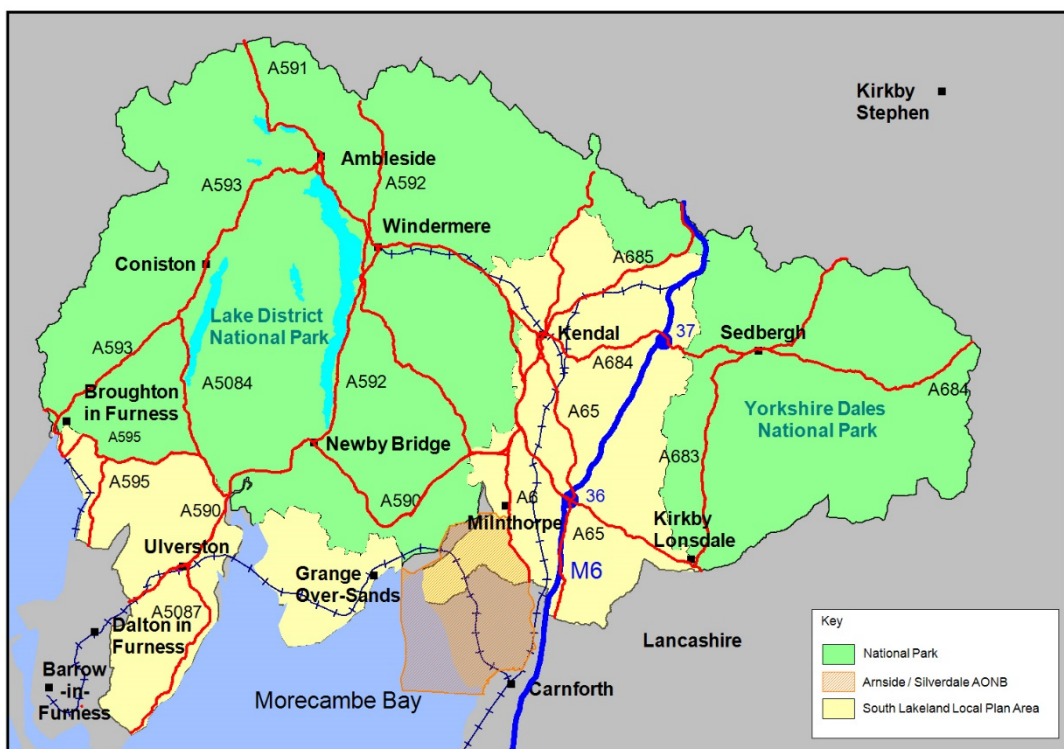 A591
Kirkby
Stephen
Ambleside
A592
A593
Windermere
A685
Coniston
Lake District
National Park
Kendal
37
Sedbergh
A684
A593
A592
A5084
A684
Broughton
in Furness
A65
Yorkshire Dales
National Park
A595
Newby Bridge
A683
A595
A590
A590
A6
36
Milnthorpe
A65
Kirkby
Lonsdale
Ulverston
Grange
Over-Sands
M6
A5087
Dalton in
Furness
Lancashire
Barrow
-in-
Furness
Morecambe Bay
Carnforth
Key
National Park
Arnside / Silverdale AONB
South Lakeland Local Plan Area